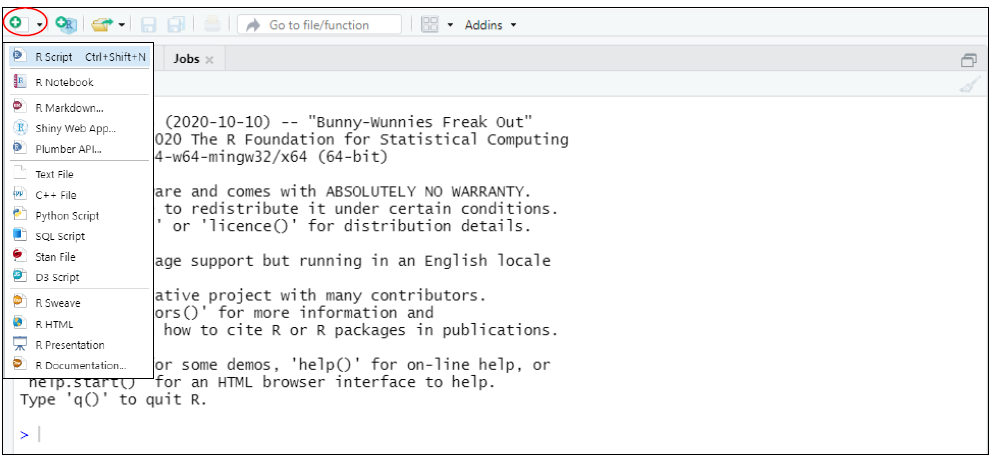 Go to file/function
Addins
R Script Ctrl+Shift+N
R Notebook
R Markdown...
Shiny Web App...
Plumber API...
Text File
C++ File
Python Script
SQL Script
Stan File
D3 Script
R Sweave
R HTML
R Presentation
R Documentation...
Jobs
(2020-10-10) -- "Bunny-Wunnies Freak Out"
020 The R Foundation for Statistical Computing
4-w64-mingw32/x64 (64-bit)
are and comes with ABSOLUTELY NO WARRANTY.
to redistribute it under certain conditions.
' or 'licence()' for distribution details.
age support but running in an English locale
ative project with many contributors.
ors()' for more information and
how to cite R or R packages in publications.
or some demos, 'help()' for on-line help, or
'help.start()' for an HTML browser interface to help.
Type 'q()' to quit R.
>